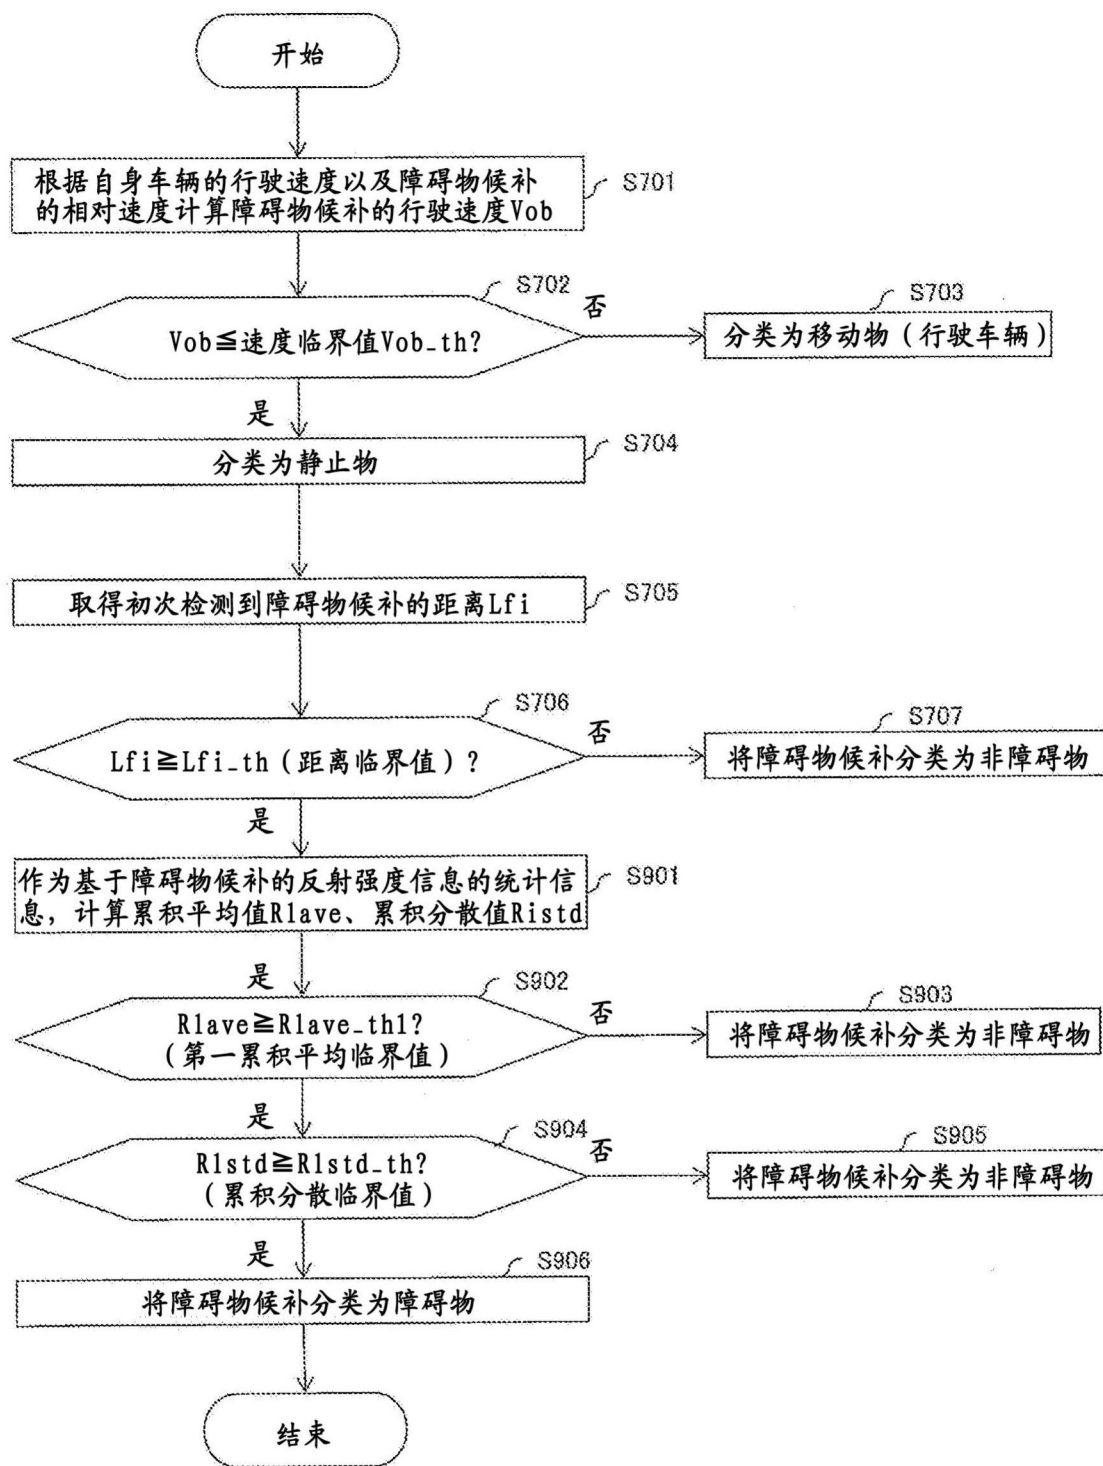 开始
根据自身车辆的行驶速度以及障碍物候补
的相对速度计算障碍物候补的行驶速度Vob
S701
Vob≦速度临界值Vob_th?
S702
否
分类为移动物（行驶车辆）
S703
是
分类为静止物
S704
取得初次检测到障碍物候补的距离Lfi
S705
Lfi≧Lfi_th（距离临界值）?
S706
否
将障碍物候补分类为非障碍物
S707
是
作为基于障碍物候补的反射强度信息的统计信
息，计算累积平均值Rlave、累积分散值Ristd
S901
是
Rlave≧Rlave_th1?
（第一累积平均临界值）
S902
否
将障碍物候补分类为非障碍物
S903
是
Rlstd≧Rlstd_th?
（累积分散临界值）
S904
否
将障碍物候补分类为非障碍物
S905
是
将障碍物候补分类为障碍物
S906
结束